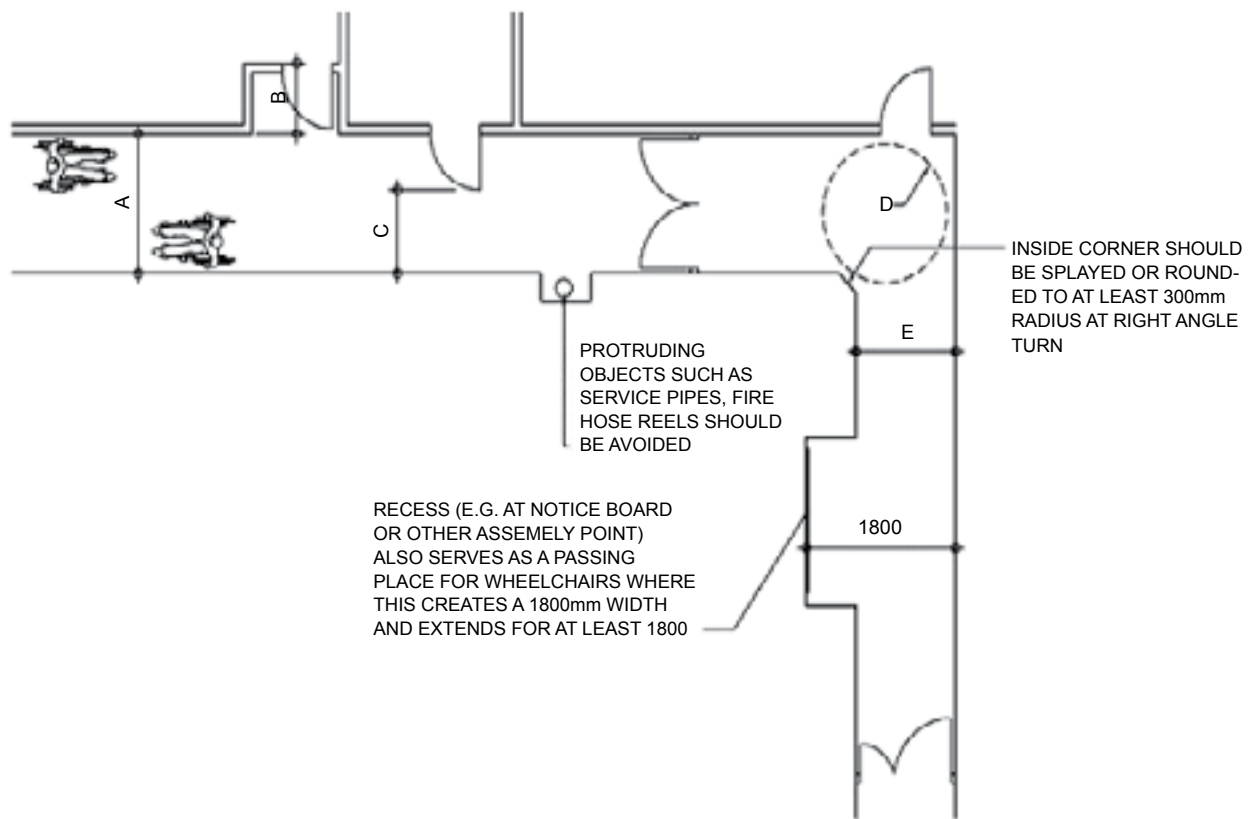 B
A
C
D
INSIDE CORNER SHOULD
BE SPLAYED OR ROUND-
ED TO AT LEAST 300mm
RADIUS AT RIGHT ANGLE
TURN
E
PROTRUDING
OBJECTS SUCH AS
SERVICE PIPES, FIRE
HOSE REELS SHOULD
BE AVOIDED
RECESS (E.G. AT NOTICE BOARD
OR OTHER ASSEMELY POINT)
ALSO SERVES AS A PASSING
PLACE FOR WHEELCHAIRS WHERE
THIS CREATES A 1800mm WIDTH
AND EXTENDS FOR AT LEAST 1800
1800